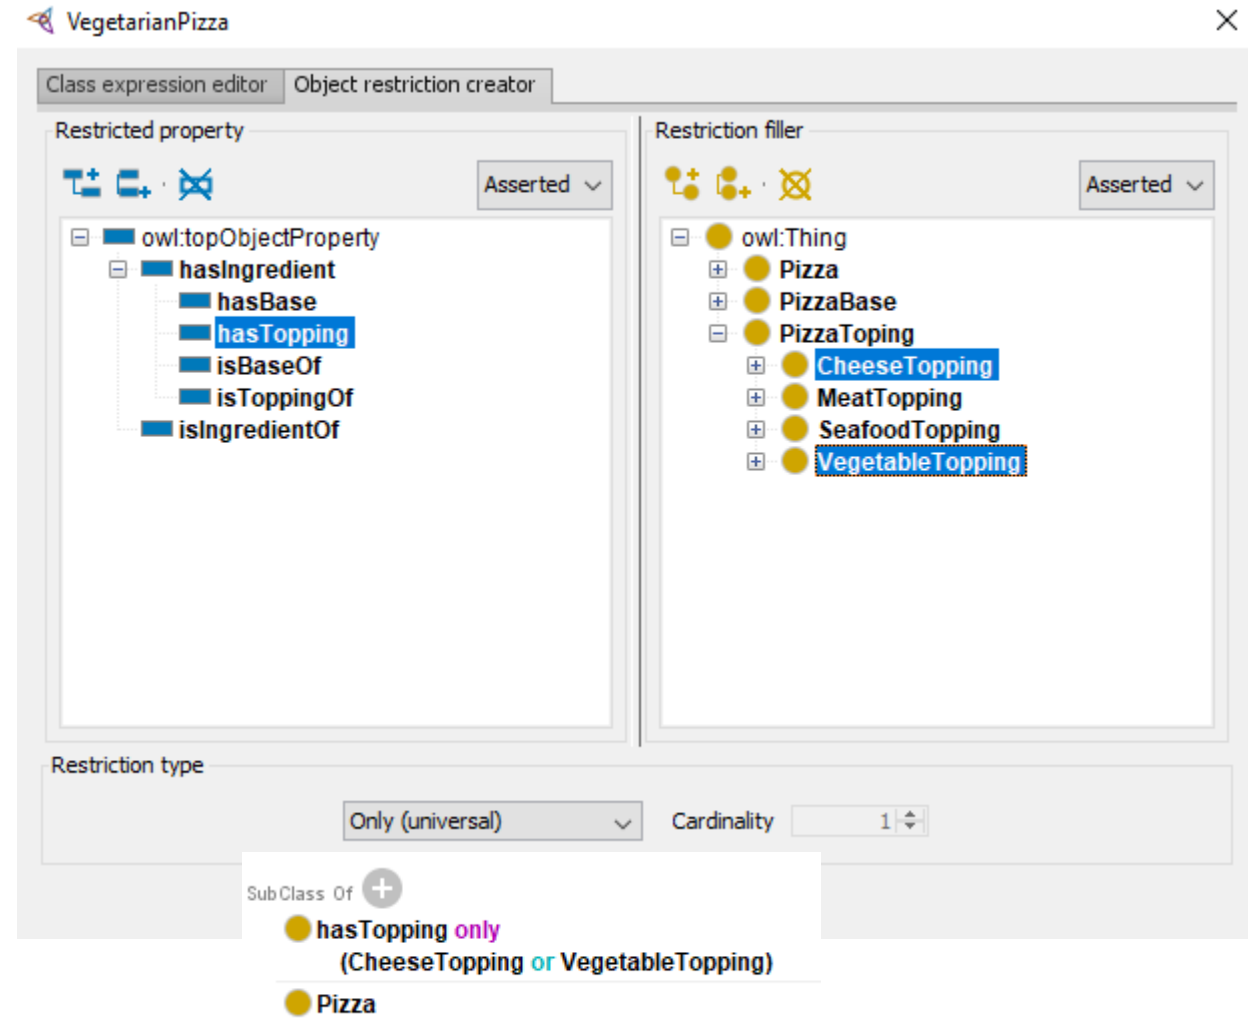 VegetarianPizza
Class expression editor
Object restriction creator
Restricted property
Asserted
owl:topObjectProperty
hasIngredient
hasBase
hasTopping
isBaseOf
isToppingOf
isIngredientOf
Restriction filler
Asserted
owl:Thing
Pizza
PizzaBase
PizzaToping
CheeseTopping
MeatTopping
SeafoodTopping
VegetableTopping
Restriction type
Only (universal)
Cardinality
1
SubClass Of
hasTopping only
(CheeseTopping or VegetableTopping)
Pizza